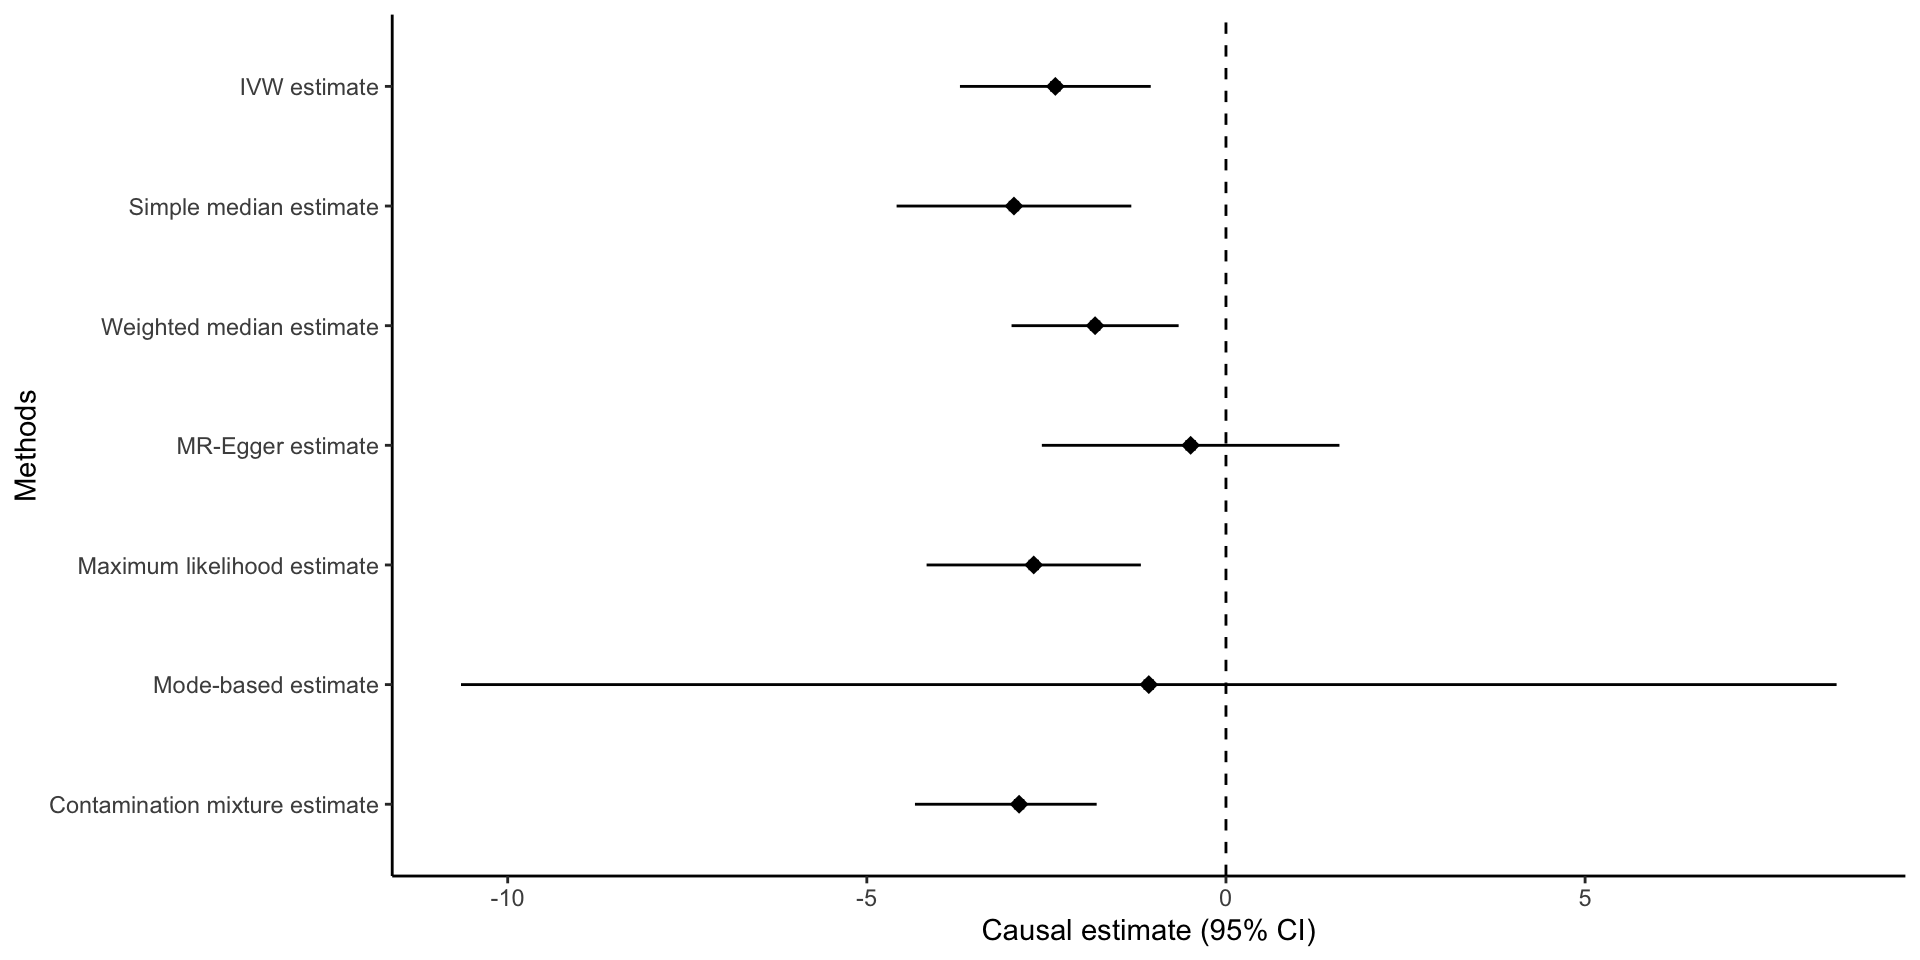 IVW estimate
Simple median estimate
Weighted median estimate
MR-Egger estimate
Maximum likelihood estimate
Mode-based estimate
Contamination mixture estimate
Methods
-10 -5 0 5
Causal estimate (95% CI)